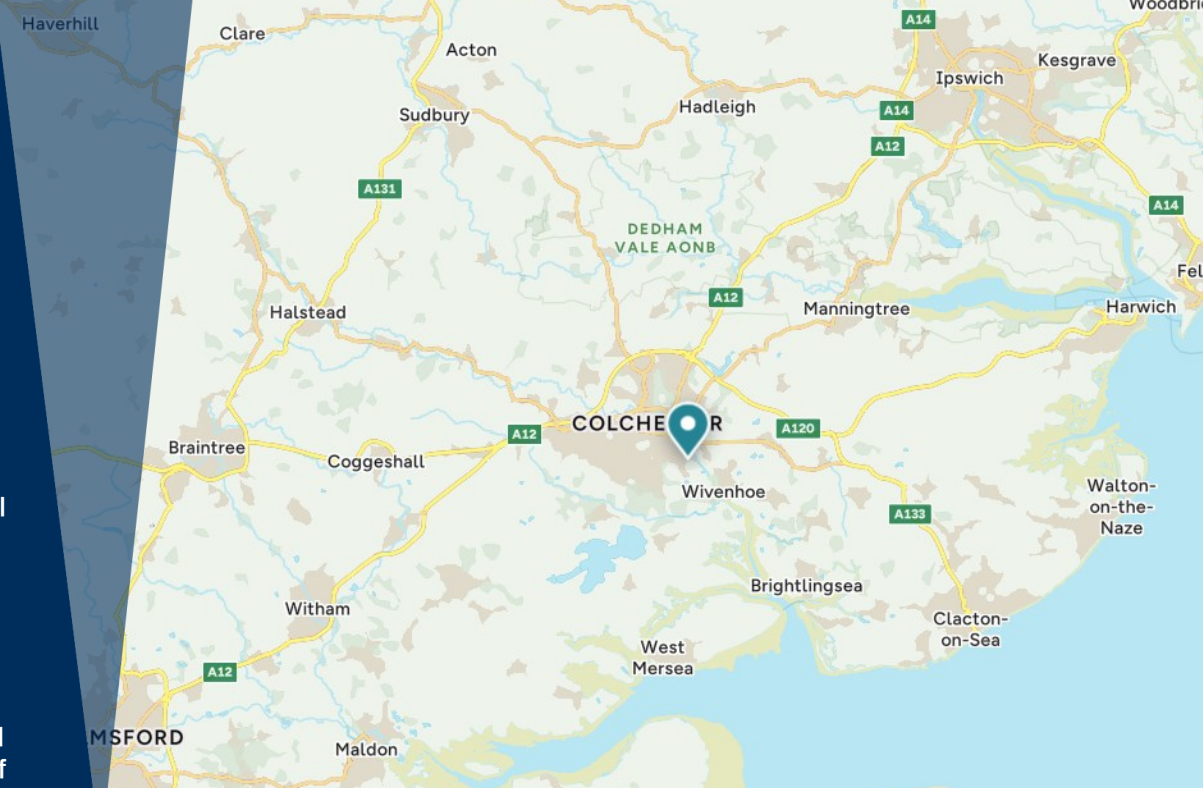 Haverhill
Clare
Acton
Sudbury
Hadleigh
A14
Ipswich
Kesgrave
A14
A12
A131
A14
DEDHAM
VALE AONB
A12
Halstead
Manningtree
Harwich
COLCHE
R
A12
A120
Braintree
Coggeshall
Wivenhoe
Walton-
on-the-
Naze
A133
Brightlingsea
Witham
Clacton-
on-Sea
West
Mersea
A12
MSFORD
Maldon